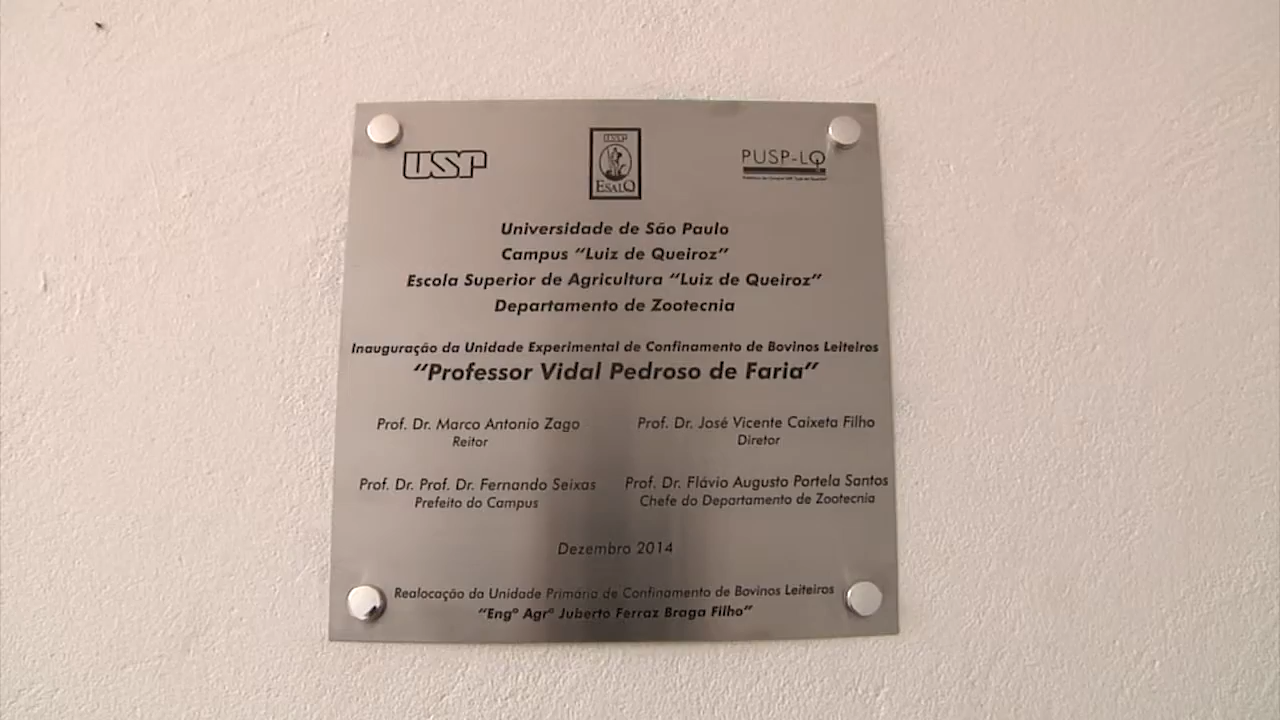 USP
USP
ESALQ
PUSP-LQ
Universidade de São Paulo
Campus “Luiz de Queiroz”
Escola Superior de Agricultura “Luiz de Queiroz”
Departamento de Zootecnia
Inauguração da Unidade Experimental de Confinamento de Bovinos Leiteiros
“Professor Vidal Pedroso de Faria”
Prof. Dr. Marco Antonio Zago
Reitor
Prof. Dr. José Vicente Caixeta Filho
Diretor
Prof. Dr. Prof. Dr. Fernando Seixas
Prefeito do Campus
Prof. Dr. Flávio Augusto Portela Santos
Chefe do Departamento de Zootecnia
Dezembro 2014
Realocação da Unidade Primária de Confinamento de Bovinos Leiteiros
“Engº Agrº Juberto Ferraz Braga Filho”